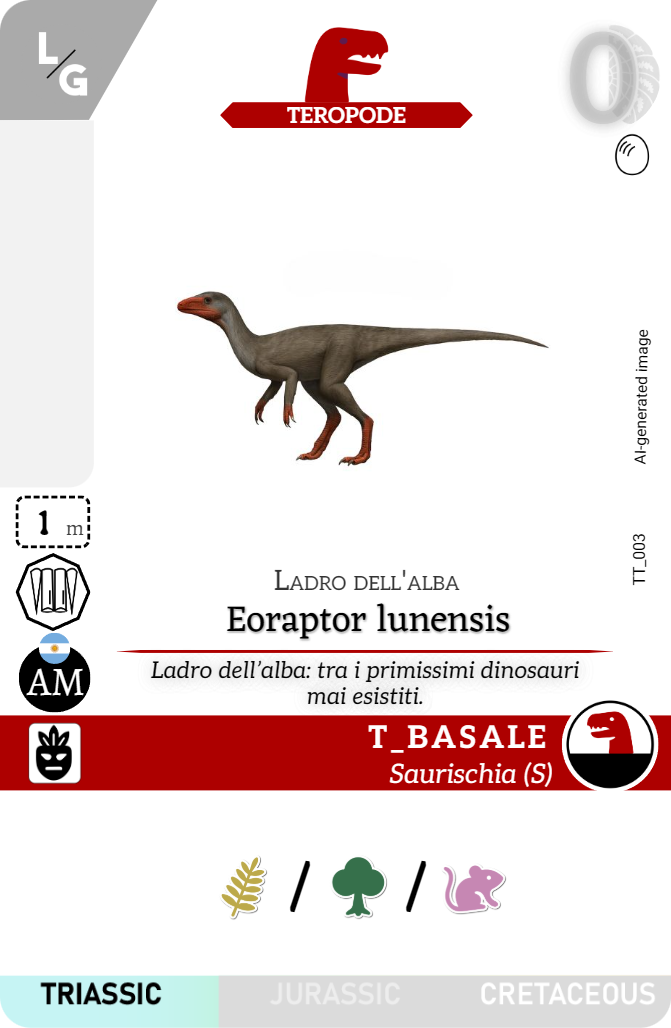 L/G
TEROPODE
0
AI-generated image
1 m
TT_003
Ladro dell'alba
Eoraptor lunensis
AM
Ladro dell’alba: tra i primissimi dinosauri
mai esistiti.
T_BASALE
Saurischia (S)
/ /
TRIASSIC JURASSIC CRETACEOUS